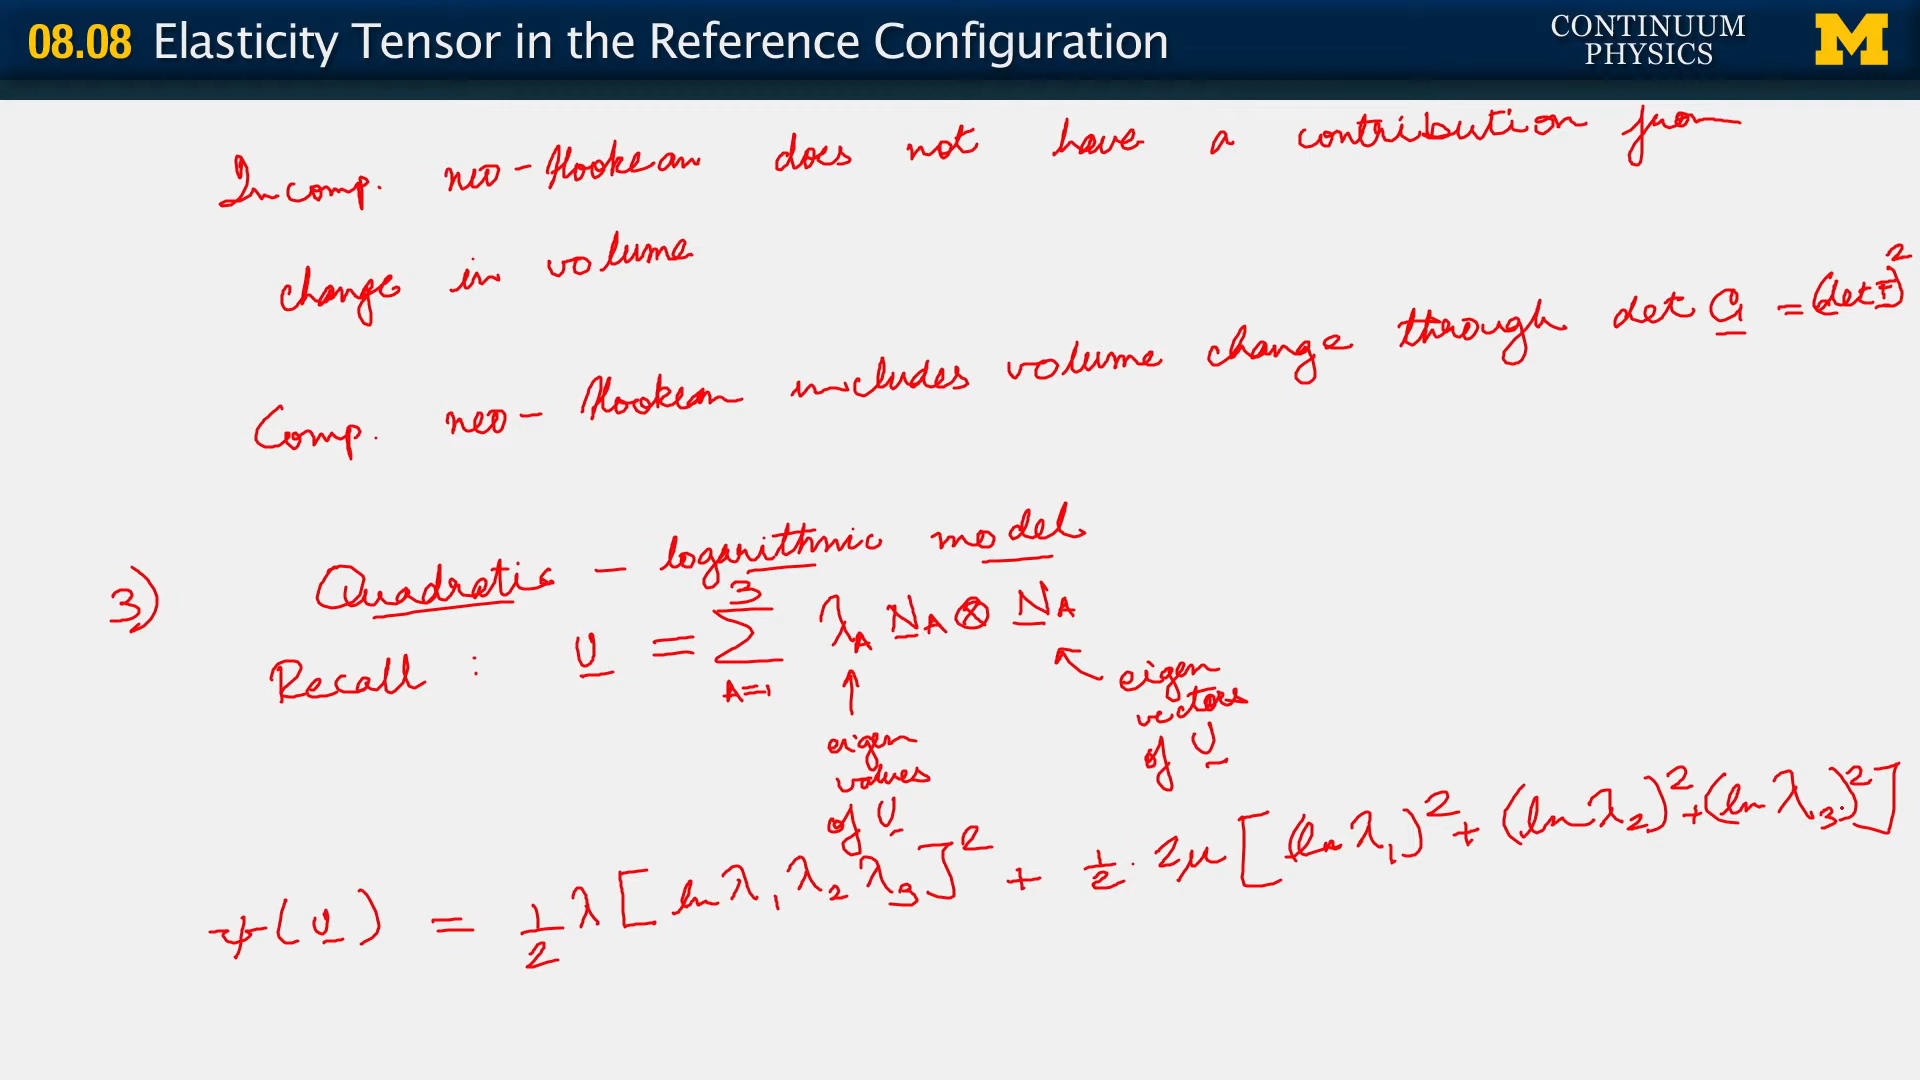 08.08 Elasticity Tensor in the Reference Configuration
CONTINUUM
PHYSICS
M
Incomp. neo-Hookean does not have a contribution from
change in volume
Comp. neo-Hookean includes volume change through det C = (det F)²
3) Quadratic - logarithmic model
Recall : U = ∑_{A=1}^{3} λ_A N_A ⊗ N_A
eigen
values
of U
eigen
vectors
of U
ψ(U) = 1/2 λ [ln λ₁ λ₂ λ₃]² + 1/2 · 2μ [(ln λ₁)² + (ln λ₂)² + (ln λ₃)²]